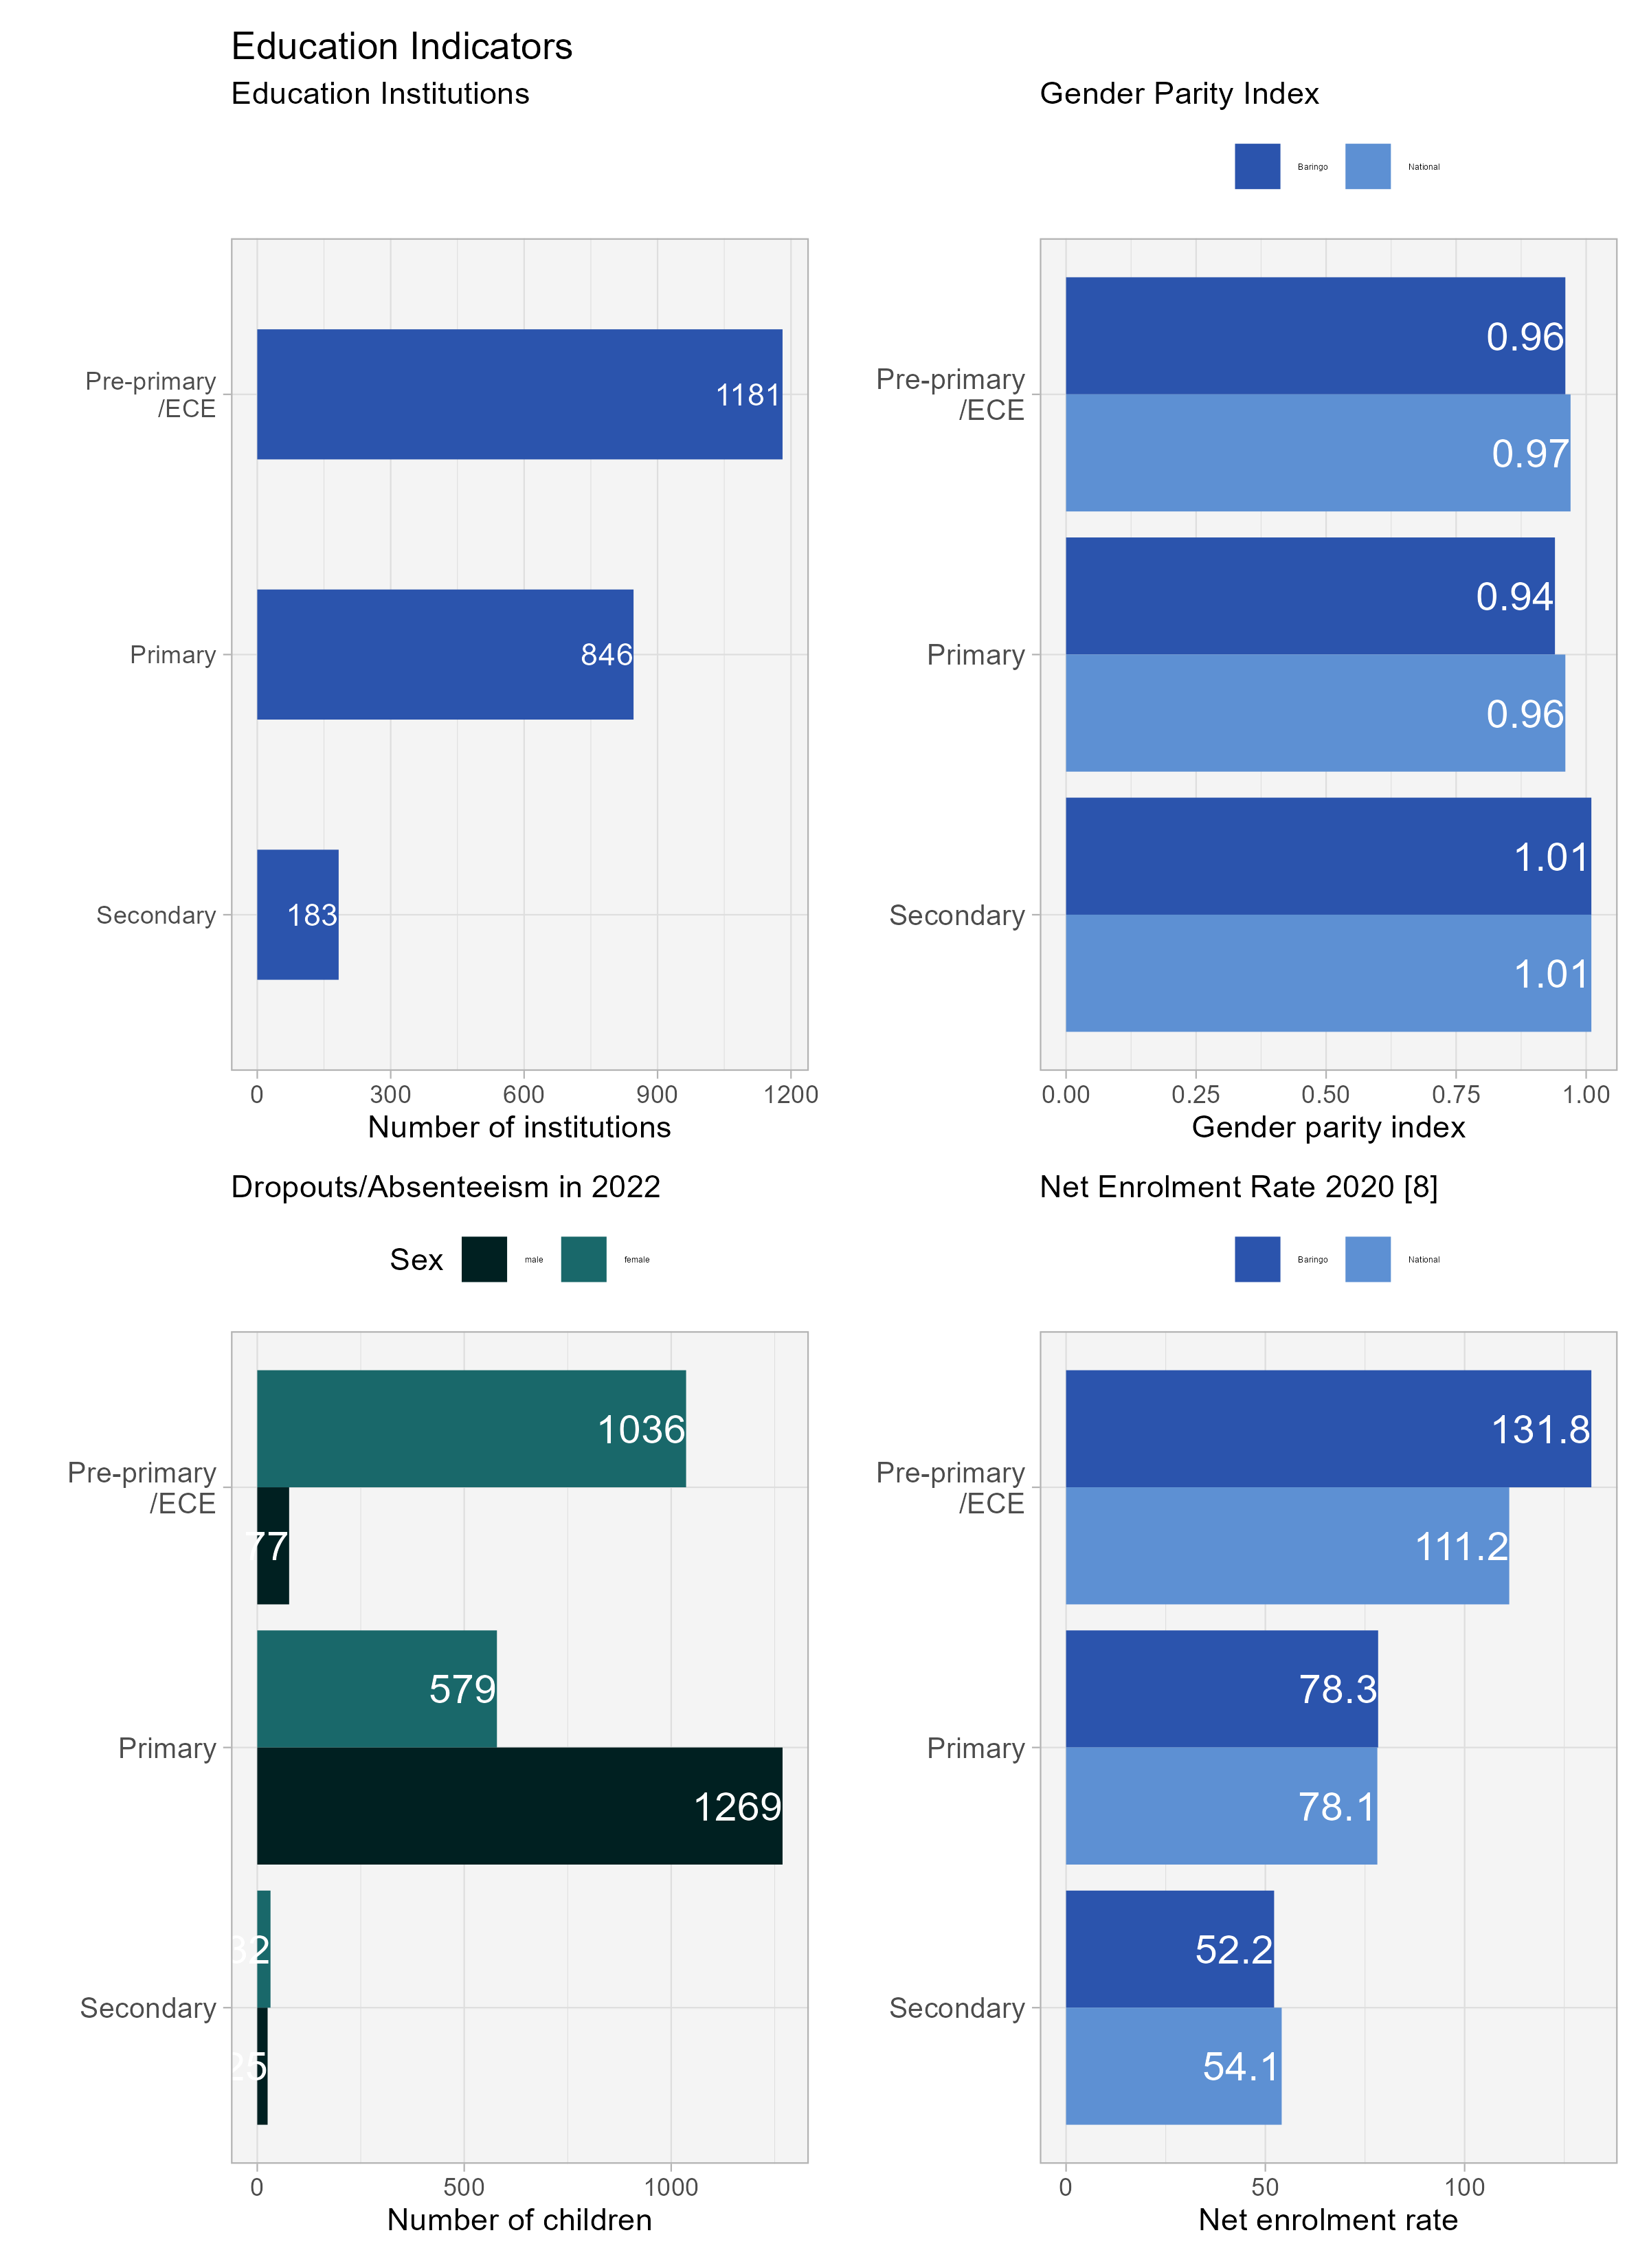 Education Indicators
Education Institutions
Pre-primary
/ECE
1181
Primary
846
Secondary
183
0 300 600 900 1200
Number of institutions
Gender Parity Index
Baringo National
Pre-primary
/ECE
0.96
0.97
Primary
0.94
0.96
Secondary
1.01
1.01
0.00 0.25 0.50 0.75 1.00
Gender parity index
Dropouts/Absenteeism in 2022
Sex male female
Pre-primary
/ECE
1036
77
Primary
579
1269
Secondary
32
25
0 500 1000
Number of children
Net Enrolment Rate 2020 [8]
Baringo National
Pre-primary
/ECE
131.8
111.2
Primary
78.3
78.1
Secondary
52.2
54.1
0 50 100
Net enrolment rate